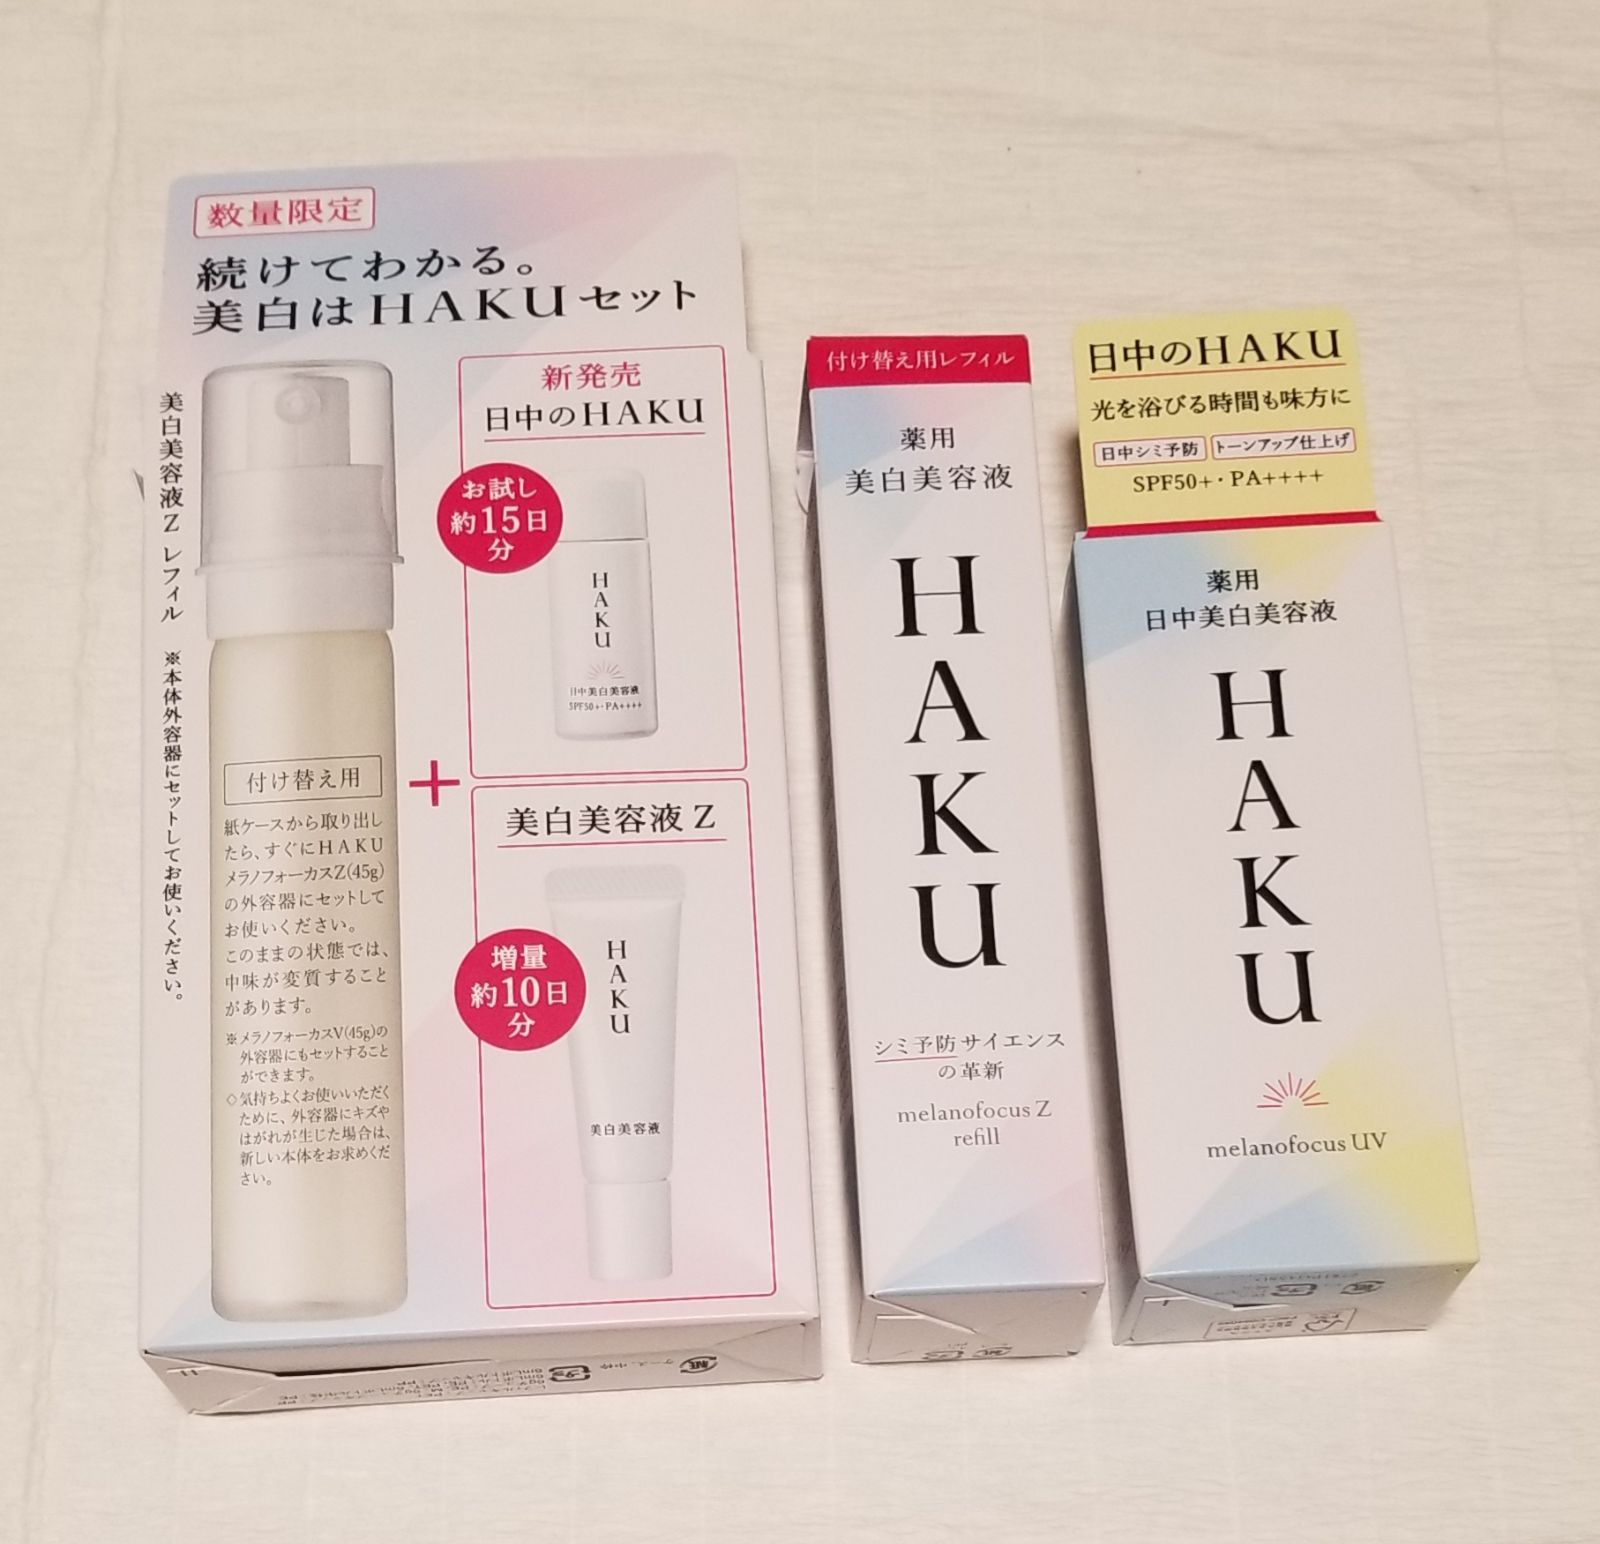 数量限定
続けてわかる。
美白はHAKUセット
美白美容液Z レフィル ※本体外容器にセットしてお使いください。
付け替え用
紙ケースから取り出し
たら、すぐにHAKU
メラノフォーカスZ(45g)
の外容器にセットして
お使いください。
このままの状態では、
中味が変質すること
があります。
※メラノフォーカスV(45g)の
外容器にもセットすること
ができます。
◇気持ちよくお使いいただく
ために、外容器にキズや
はがれが生じた場合は、
新しい本体をお求めくだ
さい。
+
新発売
日中のHAKU
お試し
約15日
分
HAKU
日中美白美容液
SPF50+・PA++++
美白美容液Z
増量
約10日
分
HAKU
美白美容液
付け替え用レフィル
薬用
美白美容液
HAKU
シミ予防サイエンス
の革新
melanofocus Z
refill
日中のHAKU
光を浴びる時間も味方に
日中シミ予防 トーンアップ仕上げ
SPF50+・PA++++
薬用
日中美白美容液
HAKU
melanofocus UV